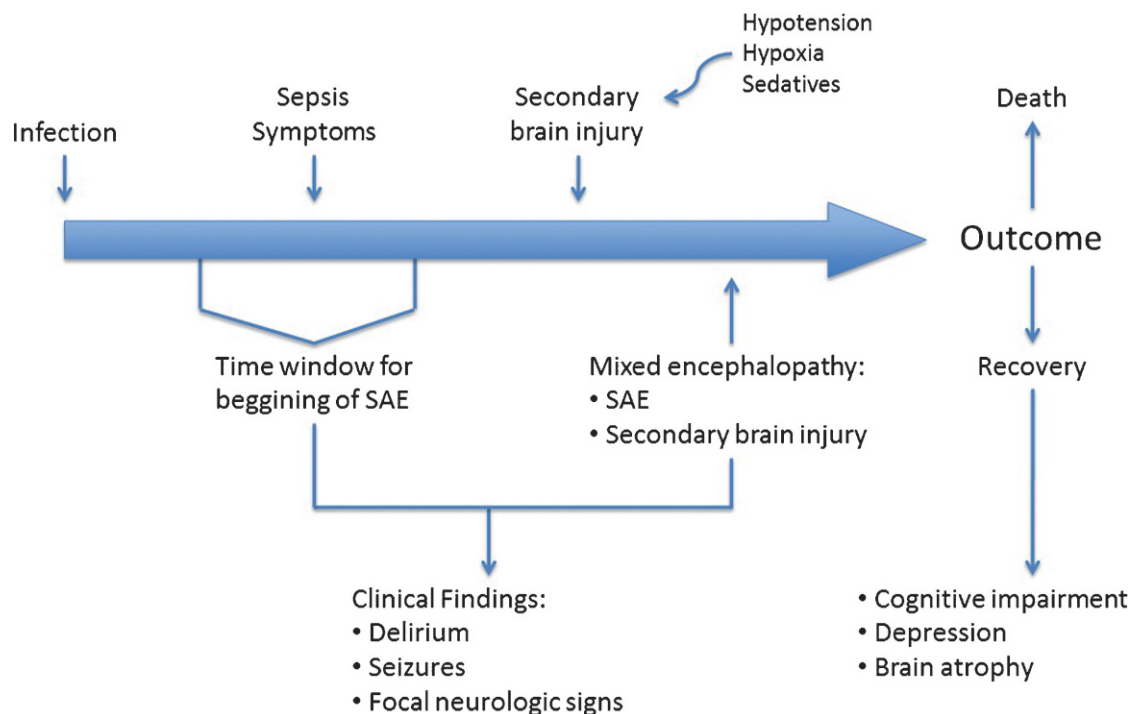 Hypotension
Hypoxia
Sedatives
Infection
Sepsis
Symptoms
Secondary
brain injury
Death
Outcome
Time window for
beggining of SAE
Mixed encephalopathy:
• SAE
• Secondary brain injury
Recovery
Clinical Findings:
• Delirium
• Seizures
• Focal neurologic signs
• Cognitive impairment
• Depression
• Brain atrophy